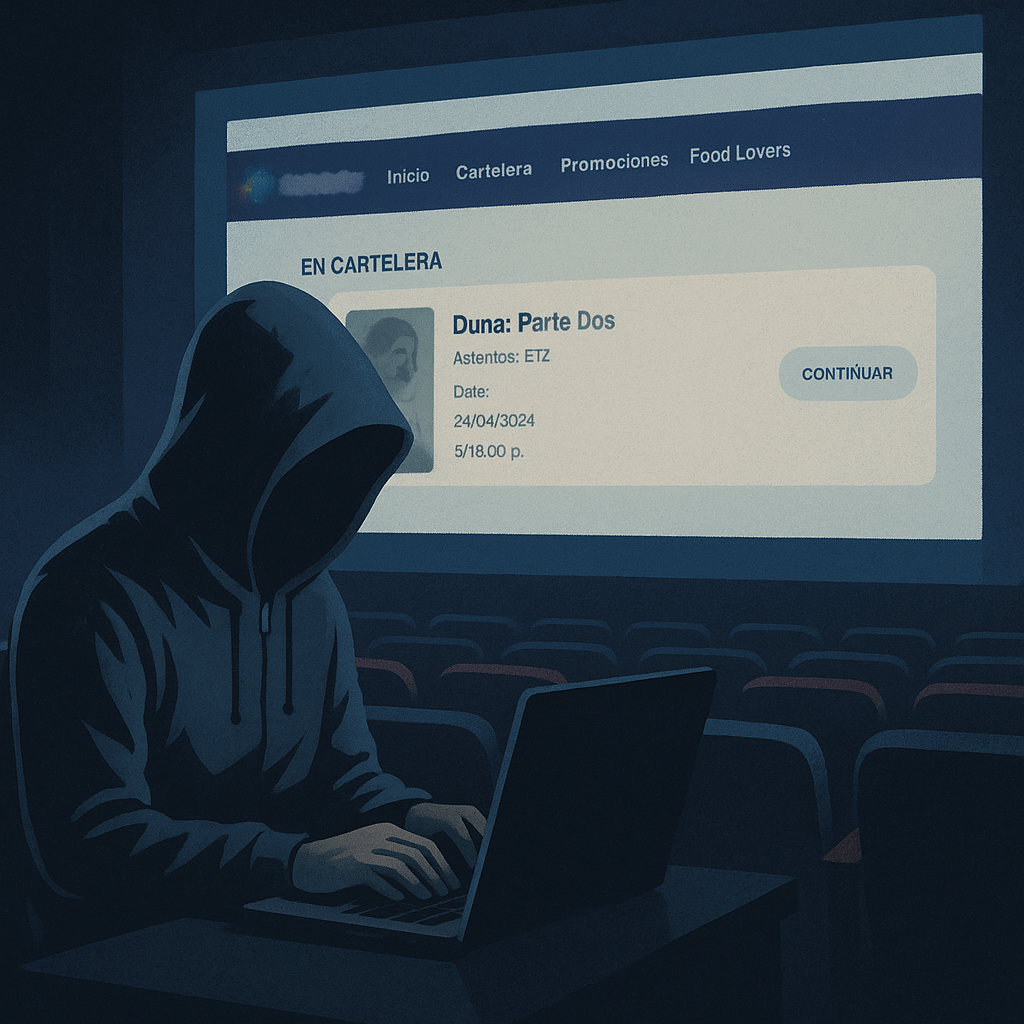 Inicio Cartelera Promociones Food Lovers
EN CARTELERA
Duna: Parte Dos
Astentos: ETZ
Date:
24/04/3024
5/18.00 p.
CONTIŃUAR